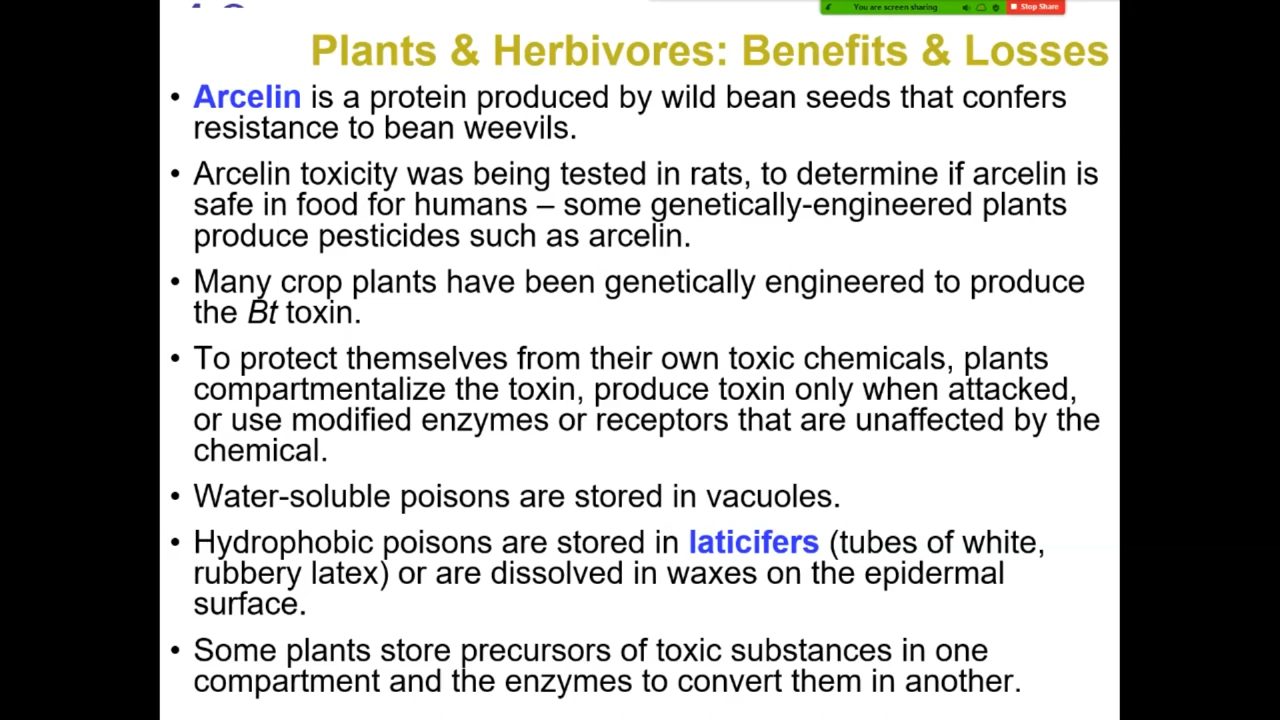 You are screen sharing
Stop Share
Plants & Herbivores: Benefits & Losses
• Arcelin is a protein produced by wild bean seeds that confers
resistance to bean weevils.
• Arcelin toxicity was being tested in rats, to determine if arcelin is
safe in food for humans – some genetically-engineered plants
produce pesticides such as arcelin.
• Many crop plants have been genetically engineered to produce
the Bt toxin.
• To protect themselves from their own toxic chemicals, plants
compartmentalize the toxin, produce toxin only when attacked,
or use modified enzymes or receptors that are unaffected by the
chemical.
• Water-soluble poisons are stored in vacuoles.
• Hydrophobic poisons are stored in laticifers (tubes of white,
rubbery latex) or are dissolved in waxes on the epidermal
surface.
• Some plants store precursors of toxic substances in one
compartment and the enzymes to convert them in another.